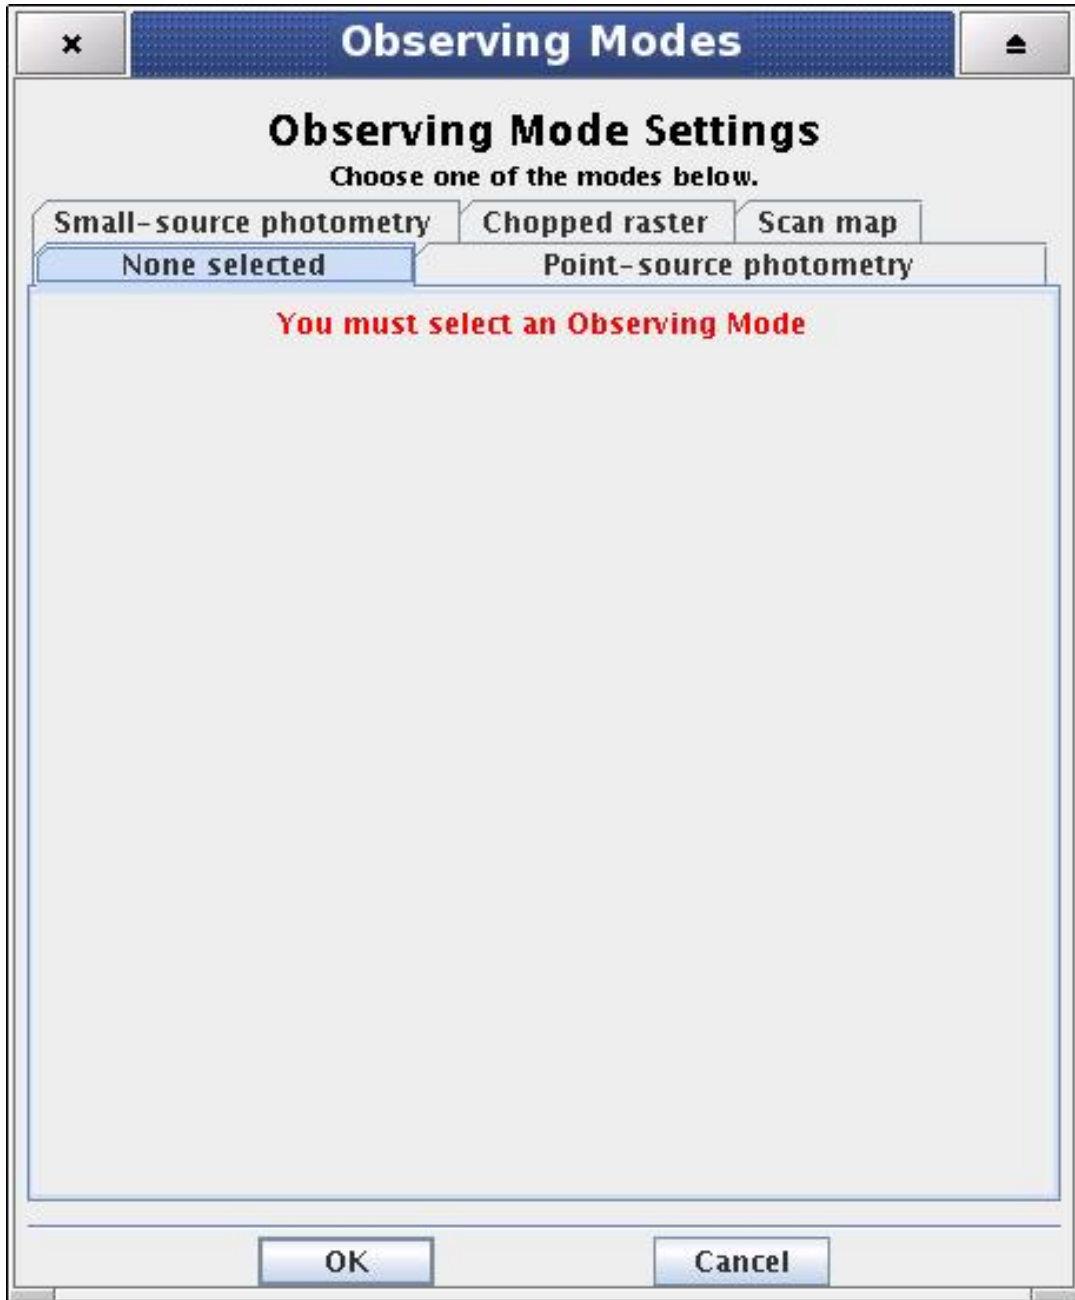 Observing Modes
Observing Mode Settings
Choose one of the modes below.
Small-source photometry Chopped raster Scan map
None selected Point-source photometry
You must select an Observing Mode
OK Cancel